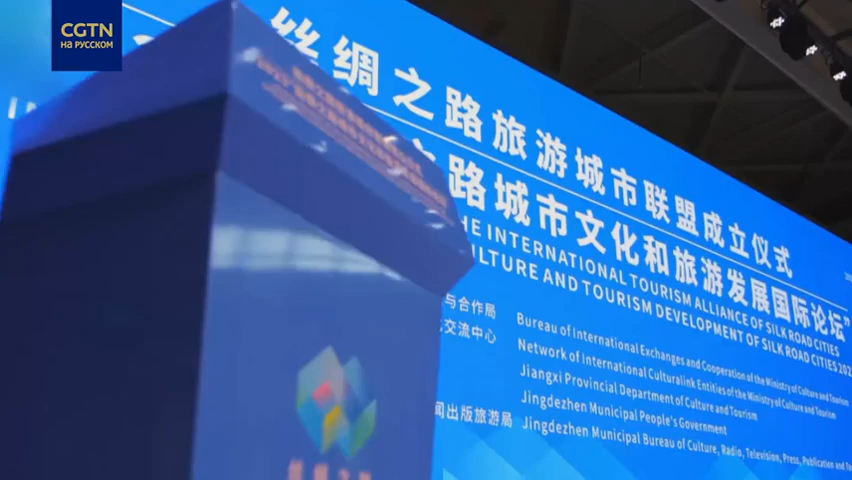 CGTN
НА РУССКОМ
丝绸之路旅游城市联盟成立仪式
之路城市文化和旅游发展国际论坛”
THE INTERNATIONAL TOURISM ALLIANCE OF SILK ROAD CITIES
CULTURE AND TOURISM DEVELOPMENT OF SILK ROAD CITIES
与合作局 Bureau of International Exchanges and Cooperation of the Ministry of Culture and Tourism
交流中心 Network of International Culturalink Entities of the Ministry of Culture and Tourism
Jiangxi Provincial Department of Culture and Tourism
Jingdezhen Municipal People's Government
闻出版旅游局 Jingdezhen Municipal Bureau of Culture, Radio, Television, Press, Publication and